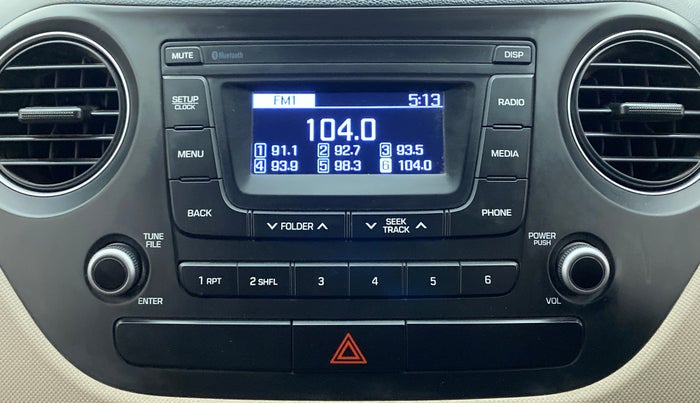 MUTE Bluetooth DISP
SETUP
CLOCK
FM1 5:13
RADIO
104.0
MENU
1 91.1 2 92.7 3 93.5
4 93.9 5 98.3 6 104.0
MEDIA
BACK
FOLDER
SEEK
TRACK
PHONE
TUNE
FILE
POWER
PUSH
1 RPT 2 SHFL 3 4 5 6
ENTER
VOL